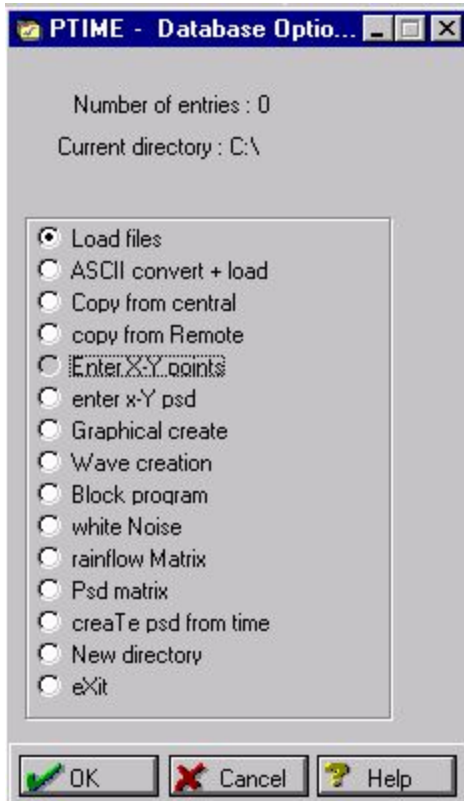 PTIME - Database Optio...
Number of entries : 0
Current directory : C:\
Load files
ASCII convert + load
Copy from central
copy from Remote
Enter X-Y points
enter x-Y psd
Graphical create
Wave creation
Block program
white Noise
rainflow Matrix
Psd matrix
creaTe psd from time
New directory
eXit
OK Cancel Help